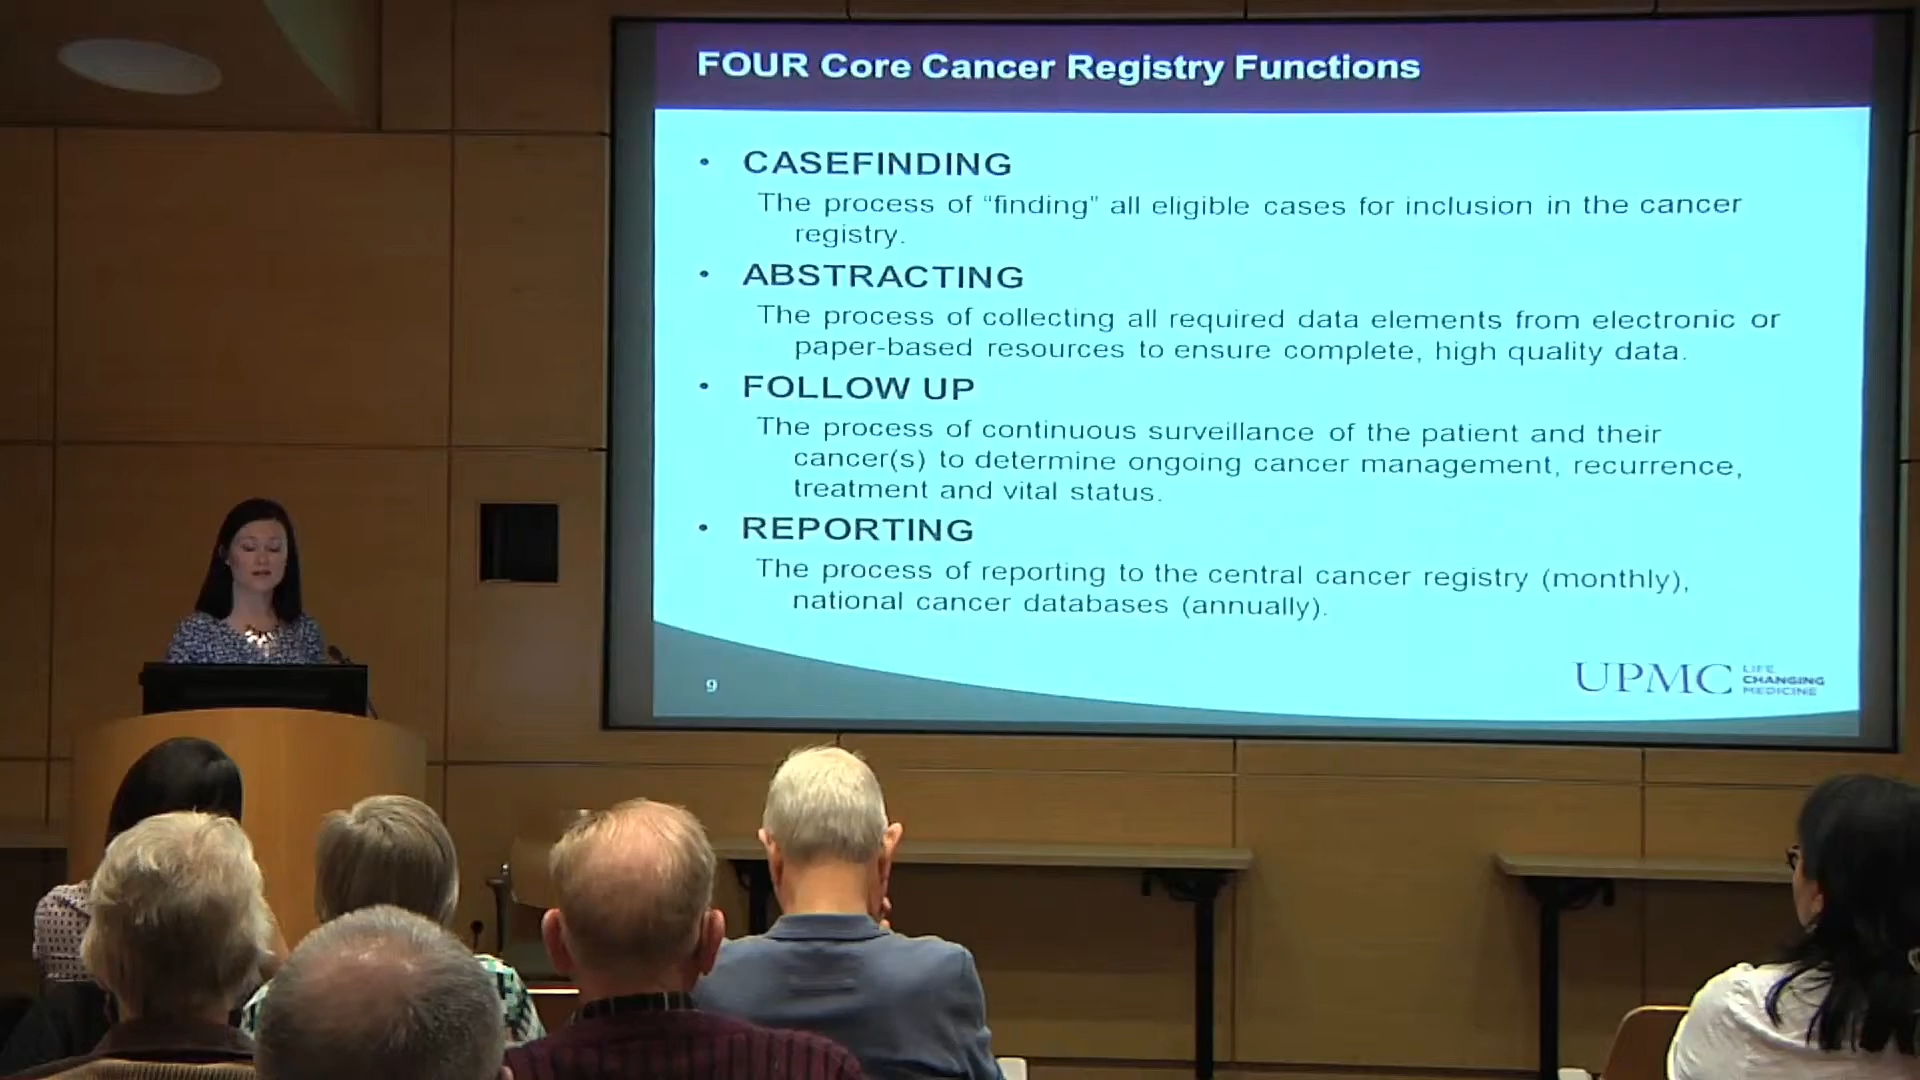 FOUR Core Cancer Registry Functions
• CASEFINDING
The process of “finding” all eligible cases for inclusion in the cancer
registry.
• ABSTRACTING
The process of collecting all required data elements from electronic or
paper-based resources to ensure complete, high quality data.
• FOLLOW UP
The process of continuous surveillance of the patient and their
cancer(s) to determine ongoing cancer management, recurrence,
treatment and vital status.
• REPORTING
The process of reporting to the central cancer registry (monthly),
national cancer databases (annually).
9
UPMC
LIFE
CHANGING
MEDICINE